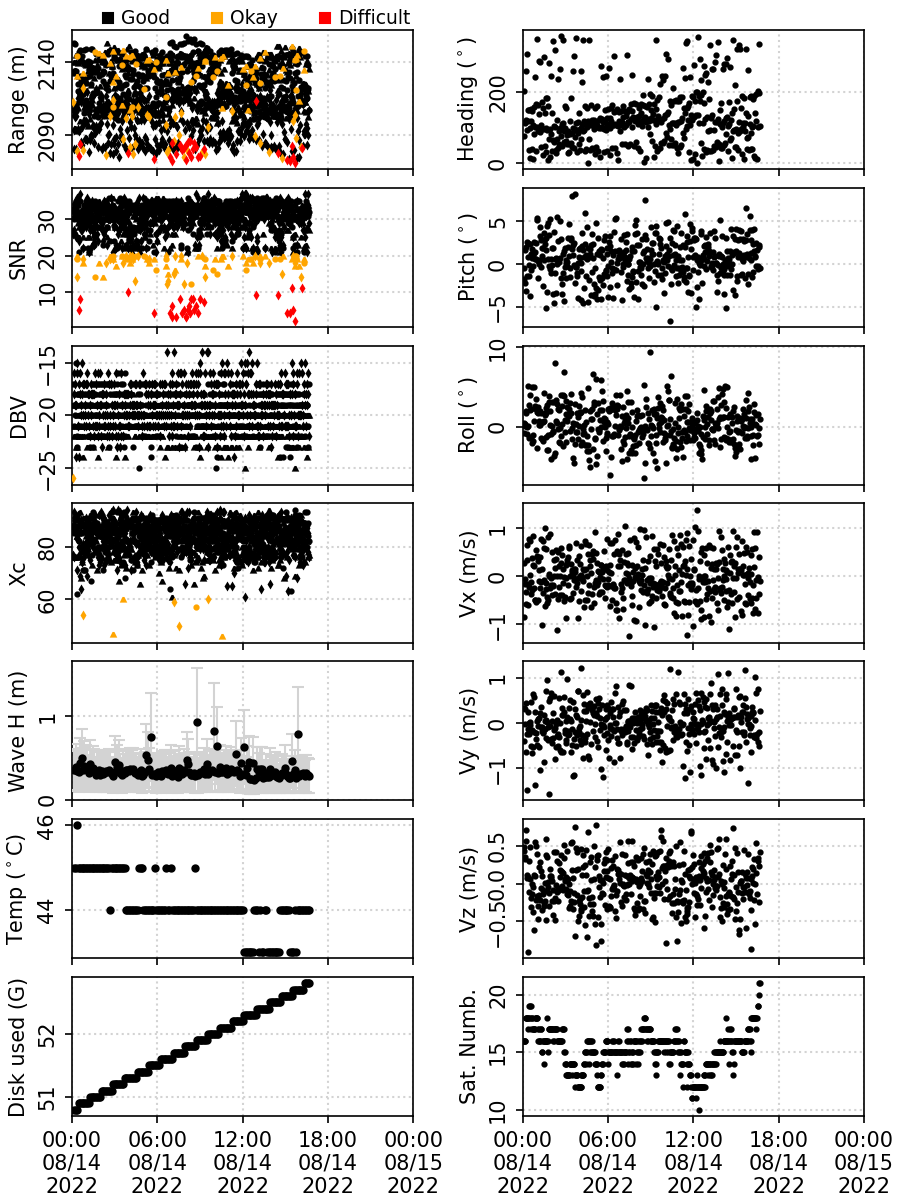 Good Okay Difficult
Range (m)
2140
2090
Heading (°)
200
0
SNR
30
20
10
Pitch (°)
5
0
−5
DBV
−15
−20
−25
Roll (°)
10
0
Xc
80
60
Vx (m/s)
1
0
−1
Wave H (m)
1
0
Vy (m/s)
1
0
−1
Temp (°C)
46
44
Vz (m/s)
0.5
0.0
−0.5
Disk used (G)
52
51
Sat. Numb.
20
15
10
00:00 06:00 12:00 18:00 00:00 00:00 06:00 12:00 18:00 00:00
08/14 08/14 08/14 08/14 08/15 08/14 08/14 08/14 08/14 08/15
2022 2022 2022 2022 2022 2022 2022 2022 2022 2022